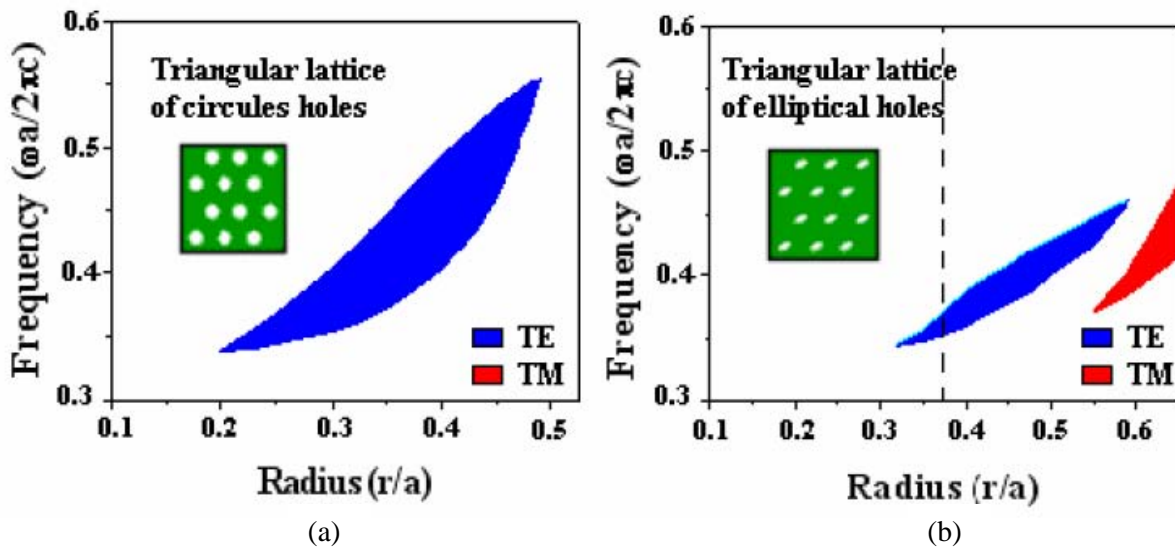 0.6
0.5
0.4
0.3
0.1
0.2
0.3
0.4
0.5
Frequency (ωa/2πc)
Triangular lattice
of circules holes
TE
TM
Radius (r/a)
(a)
0.6
0.5
0.4
0.3
0.1
0.2
0.3
0.4
0.5
0.6
Frequency (ωa/2πc)
Triangular lattice
of elliptical holes
TE
TM
Radius (r/a)
(b)